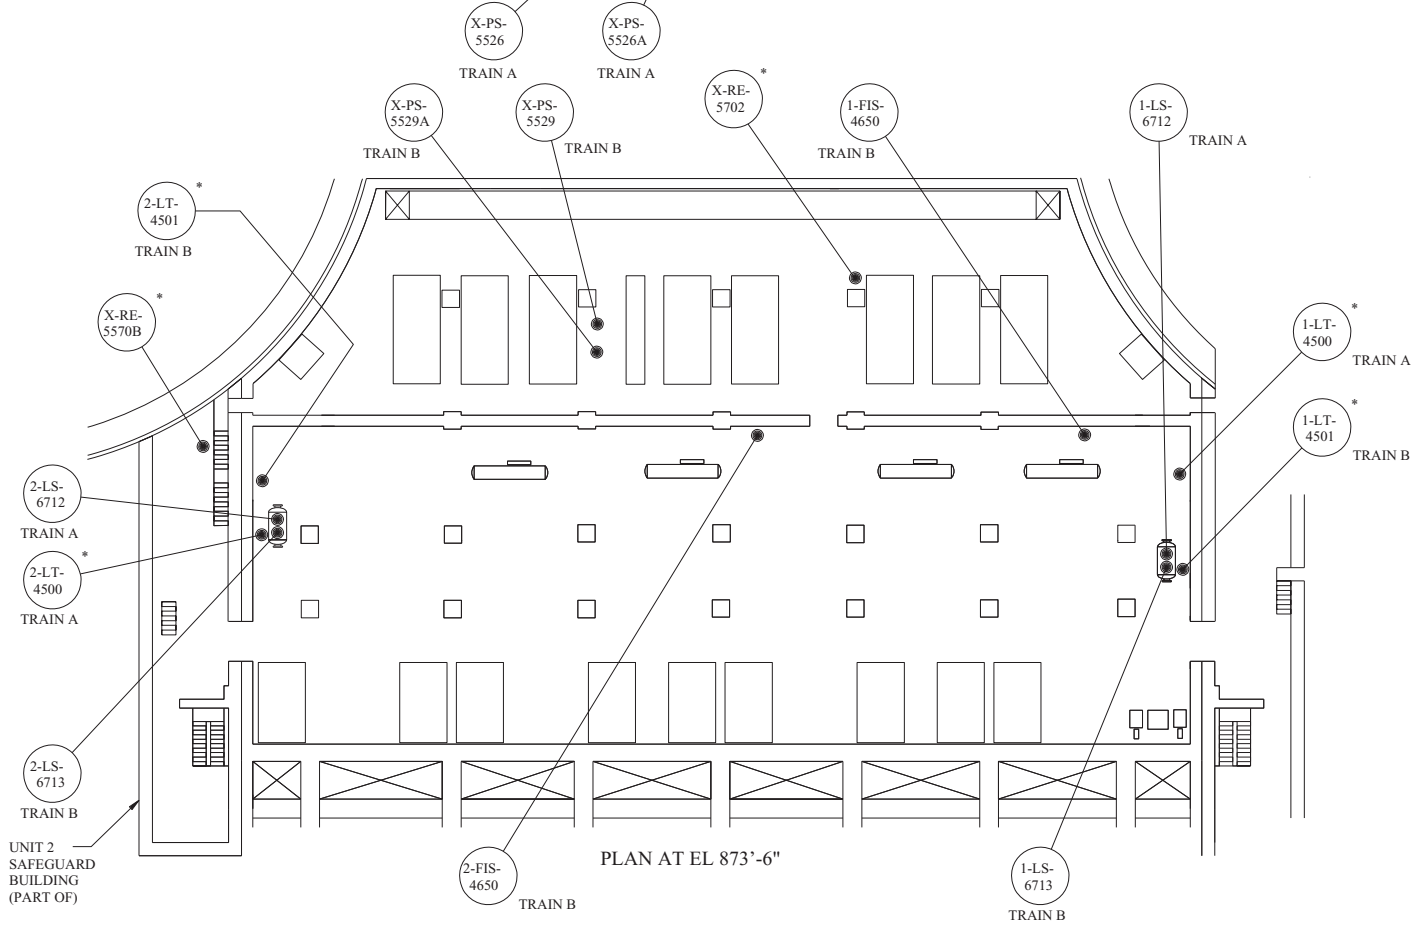 X-PS-
5526
TRAIN A
X-PS-
5526A
TRAIN A
X-PS-
5529A
TRAIN B
X-PS-
5529
TRAIN B
X-RE-
5702
*
1-FIS-
4650
TRAIN B
1-LS-
6712
TRAIN A
2-LT-
4501
*
TRAIN B
X-RE-
5570B
*
1-LT-
4500
*
TRAIN A
1-LT-
4501
*
TRAIN B
2-LS-
6712
TRAIN A
2-LT-
4500
*
TRAIN A
2-LS-
6713
TRAIN B
UNIT 2
SAFEGUARD
BUILDING
(PART OF)
2-FIS-
4650
TRAIN B
PLAN AT EL 873'-6"
1-LS-
6713
TRAIN B